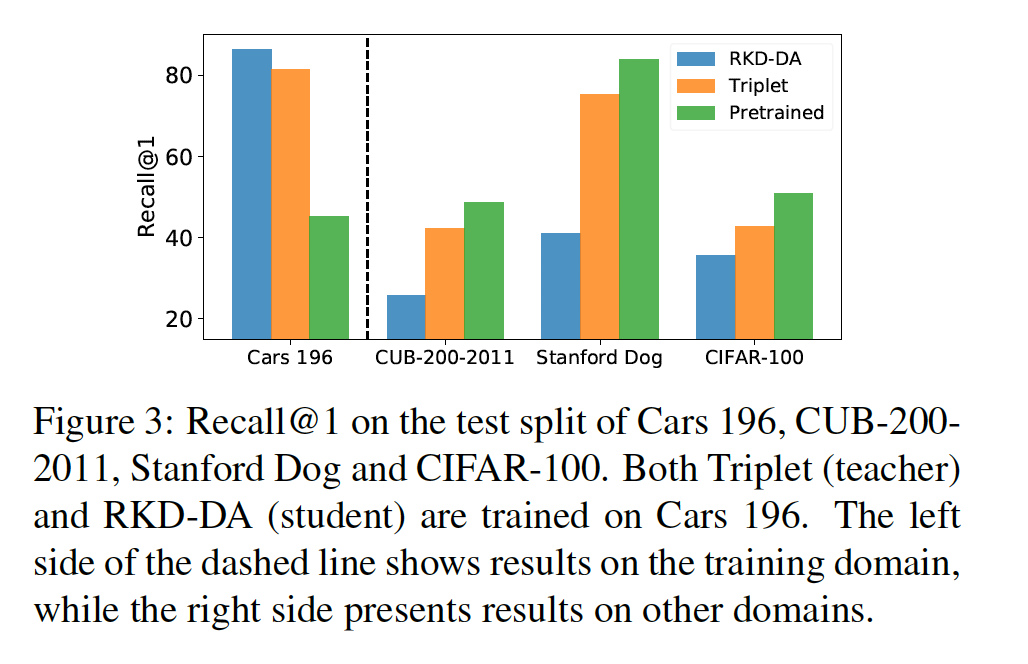 RKD-DA
Triplet
Pretrained
Recall@1
80
60
40
20
Cars 196
CUB-200-2011
Stanford Dog
CIFAR-100
Figure 3: Recall@1 on the test split of Cars 196, CUB-200-
2011, Stanford Dog and CIFAR-100. Both Triplet (teacher)
and RKD-DA (student) are trained on Cars 196. The left
side of the dashed line shows results on the training domain,
while the right side presents results on other domains.